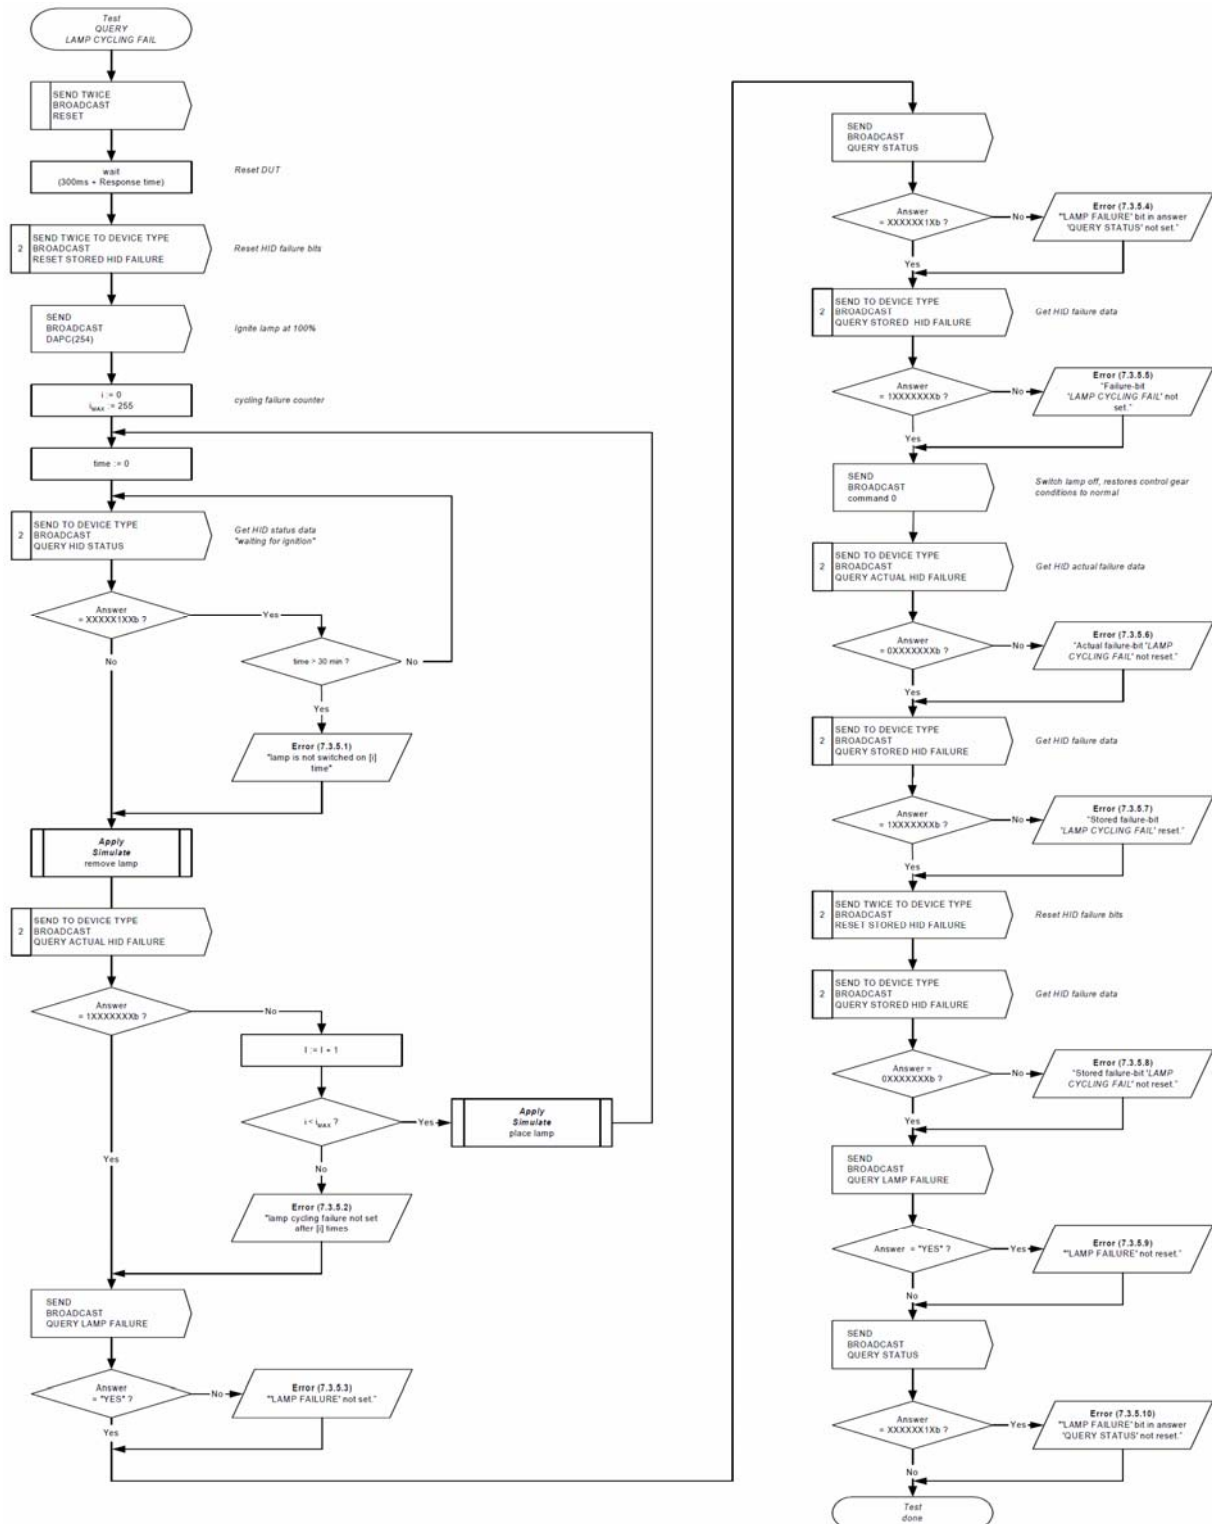 Test
QUERY
LAMP CYCLING FAIL
SEND TWICE
BROADCAST
RESET
wait
(300ms + Response time)
Reset DUT
2
SEND TWICE TO DEVICE TYPE
BROADCAST
RESET STORED HID FAILURE
Reset HID failure bits
SEND
BROADCAST
DAPC(254)
Ignite lamp at 100%
i := 0
iMAX := 255
cycling failure counter
time := 0
2
SEND TO DEVICE TYPE
BROADCAST
QUERY HID STATUS
Get HID status data
"waiting for ignition"
Answer
= XXXXX1XXb ?
Yes
No
time > 30 min ?
No
Yes
Error (7.3.5.1)
"lamp is not switched on [i]
time"
Apply
Simulate
remove lamp
2
SEND TO DEVICE TYPE
BROADCAST
QUERY ACTUAL HID FAILURE
Answer
= 1XXXXXXXb ?
No
I := I + 1
i < iMAX ?
Yes
Apply
Simulate
place lamp
Yes
No
Error (7.3.5.2)
"lamp cycling failure not set
after [i] times
SEND
BROADCAST
QUERY LAMP FAILURE
Answer
= "YES" ?
No
Error (7.3.5.3)
"'LAMP FAILURE' not set."
Yes
SEND
BROADCAST
QUERY STATUS
Answer
= XXXXXX1Xb ?
No
Error (7.3.5.4)
"'LAMP FAILURE' bit in answer
'QUERY STATUS' not set."
Yes
2
SEND TO DEVICE TYPE
BROADCAST
QUERY STORED HID FAILURE
Get HID failure data
Answer
= 1XXXXXXXb ?
No
Error (7.3.5.5)
"Failure-bit
'LAMP CYCLING FAIL' not
set."
Yes
SEND
BROADCAST
command 0
Switch lamp off, restores control gear
conditions to normal
2
SEND TO DEVICE TYPE
BROADCAST
QUERY ACTUAL HID FAILURE
Get HID actual failure data
Answer
= 0XXXXXXXb ?
No
Error (7.3.5.6)
"Actual failure-bit 'LAMP
CYCLING FAIL' not reset."
Yes
2
SEND TO DEVICE TYPE
BROADCAST
QUERY STORED HID FAILURE
Get HID failure data
Answer
= 1XXXXXXXb ?
No
Error (7.3.5.7)
"Stored failure-bit
'LAMP CYCLING FAIL' reset."
Yes
2
SEND TWICE TO DEVICE TYPE
BROADCAST
RESET STORED HID FAILURE
Reset HID failure bits
2
SEND TO DEVICE TYPE
BROADCAST
QUERY STORED HID FAILURE
Get HID failure data
Answer =
0XXXXXXXb ?
No
Error (7.3.5.8)
"Stored failure-bit 'LAMP
CYCLING FAIL' not reset."
Yes
SEND
BROADCAST
QUERY LAMP FAILURE
Answer = "YES" ?
Yes
Error (7.3.5.9)
"'LAMP FAILURE' not reset."
No
SEND
BROADCAST
QUERY STATUS
Answer
= XXXXXX1Xb ?
Yes
Error (7.3.5.10)
"'LAMP FAILURE' bit in answer
'QUERY STATUS' not reset."
No
Test
done